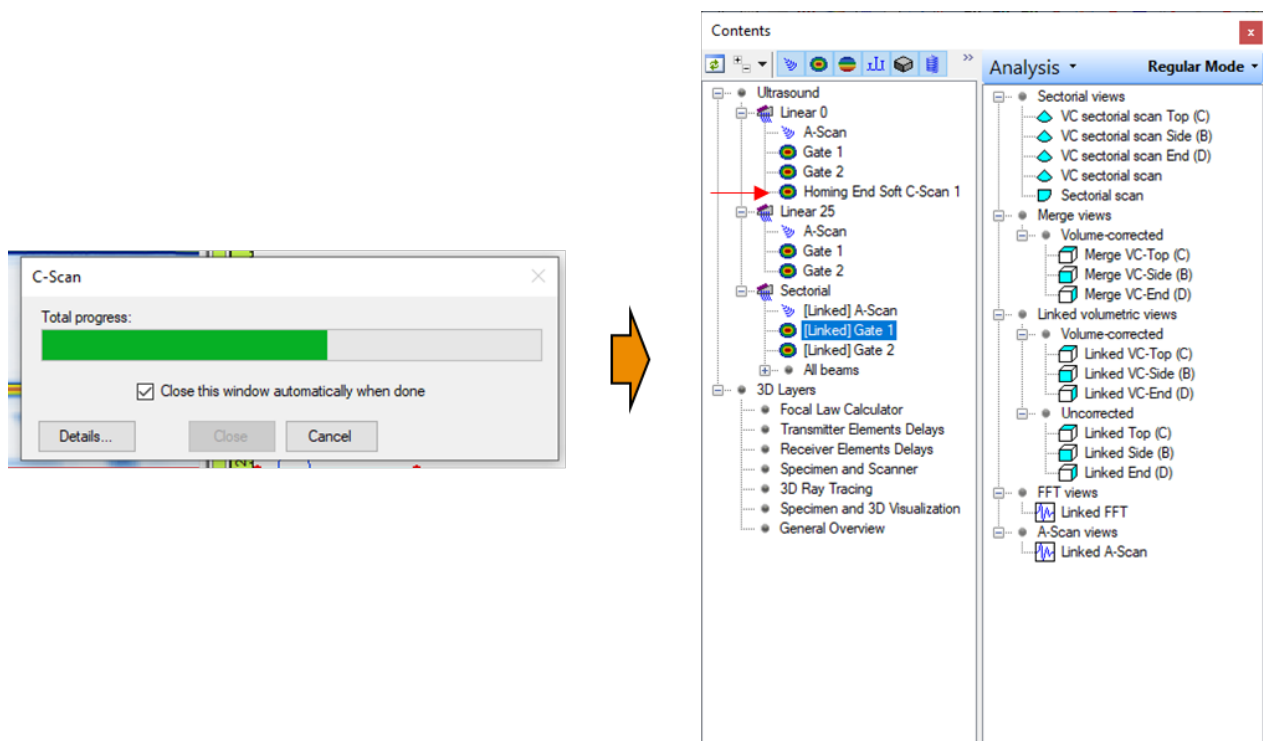 C-Scan
Total progress:
Close this window automatically when done
Details...
Close
Cancel
Contents
Analysis
Regular Mode
Ultrasound
Linear 0
A-Scan
Gate 1
Gate 2
Homing End Soft C-Scan 1
Linear 25
A-Scan
Gate 1
Gate 2
Sectorial
[Linked] A-Scan
[Linked] Gate 1
[Linked] Gate 2
All beams
3D Layers
Focal Law Calculator
Transmitter Elements Delays
Receiver Elements Delays
Specimen and Scanner
3D Ray Tracing
Specimen and 3D Visualization
General Overview
Sectorial views
VC sectorial scan Top (C)
VC sectorial scan Side (B)
VC sectorial scan End (D)
VC sectorial scan
Sectorial scan
Merge views
Volume-corrected
Merge VC-Top (C)
Merge VC-Side (B)
Merge VC-End (D)
Linked volumetric views
Volume-corrected
Linked VC-Top (C)
Linked VC-Side (B)
Linked VC-End (D)
Uncorrected
Linked Top (C)
Linked Side (B)
Linked End (D)
FFT views
Linked FFT
A-Scan views
Linked A-Scan